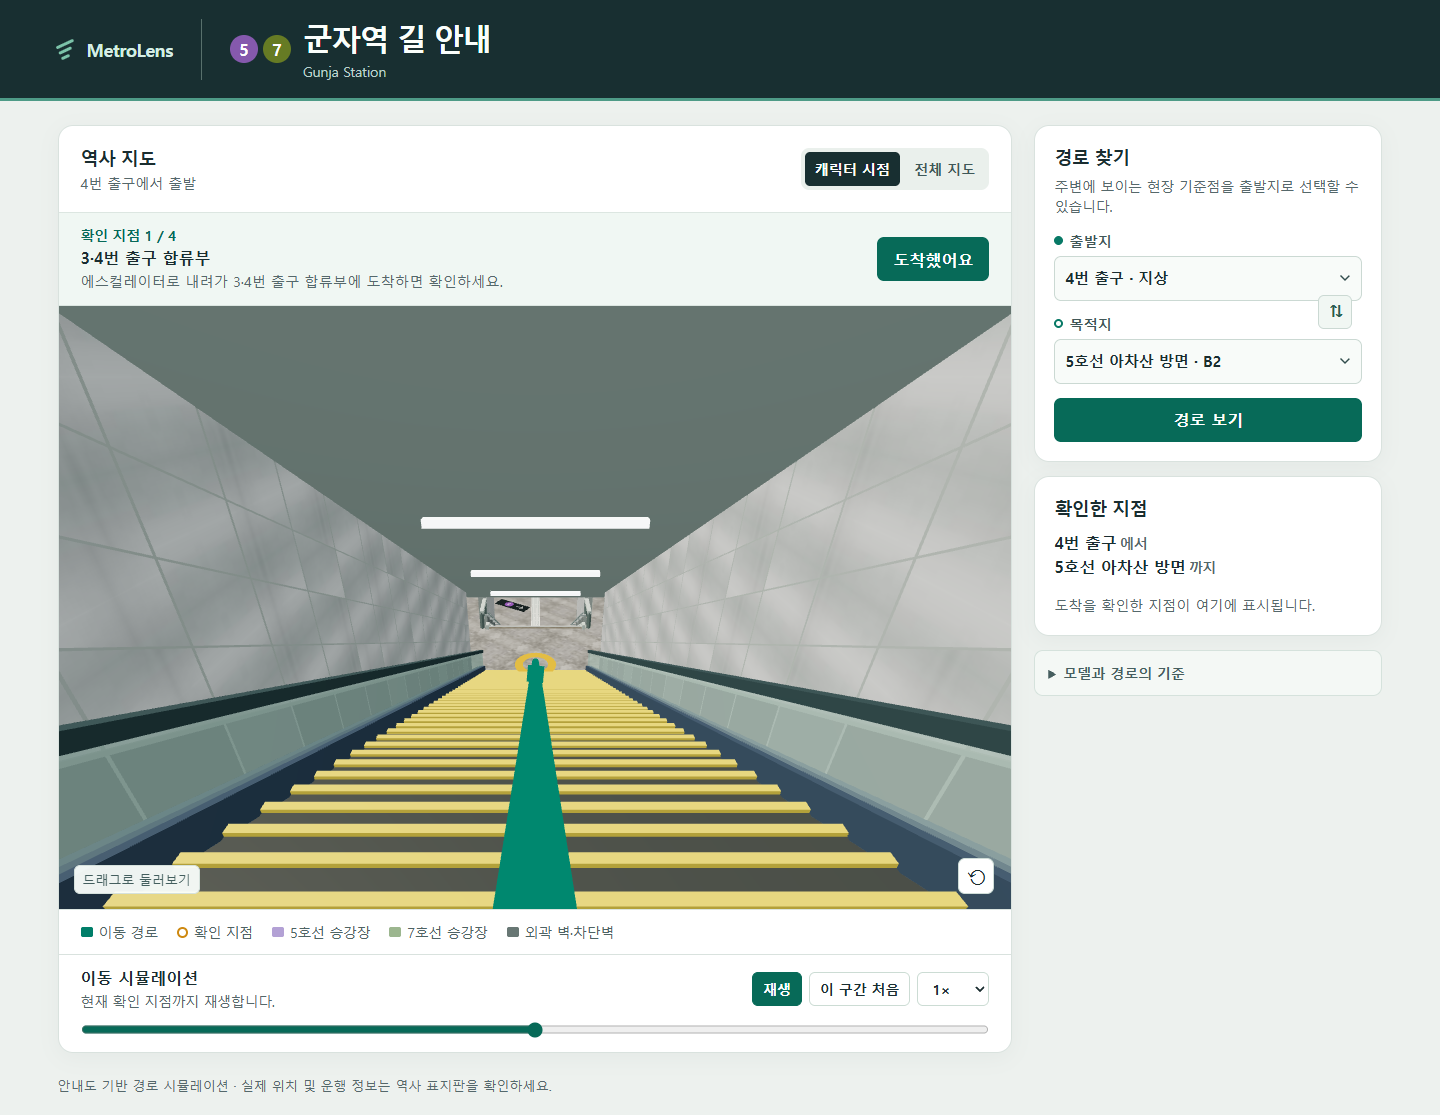 MetroLens
5 7 군자역 길 안내
Gunja Station
역사 지도
4번 출구에서 출발
캐릭터 시점 전체 지도
확인 지점 1 / 4
3·4번 출구 합류부
에스컬레이터로 내려가 3·4번 출구 합류부에 도착하면 확인하세요.
도착했어요
드래그로 둘러보기
이동 경로 확인 지점 5호선 승강장 7호선 승강장 외곽 벽·차단벽
이동 시뮬레이션
현재 확인 지점까지 재생합니다.
재생 이 구간 처음 1×
경로 찾기
주변에 보이는 현장 기준점을 출발지로 선택할 수
있습니다.
출발지
4번 출구 · 지상
목적지
5호선 아차산 방면 · B2
경로 보기
확인한 지점
4번 출구 에서
5호선 아차산 방면 까지
도착을 확인한 지점이 여기에 표시됩니다.
모델과 경로의 기준
안내도 기반 경로 시뮬레이션 · 실제 위치 및 운행 정보는 역사 표지판을 확인하세요.